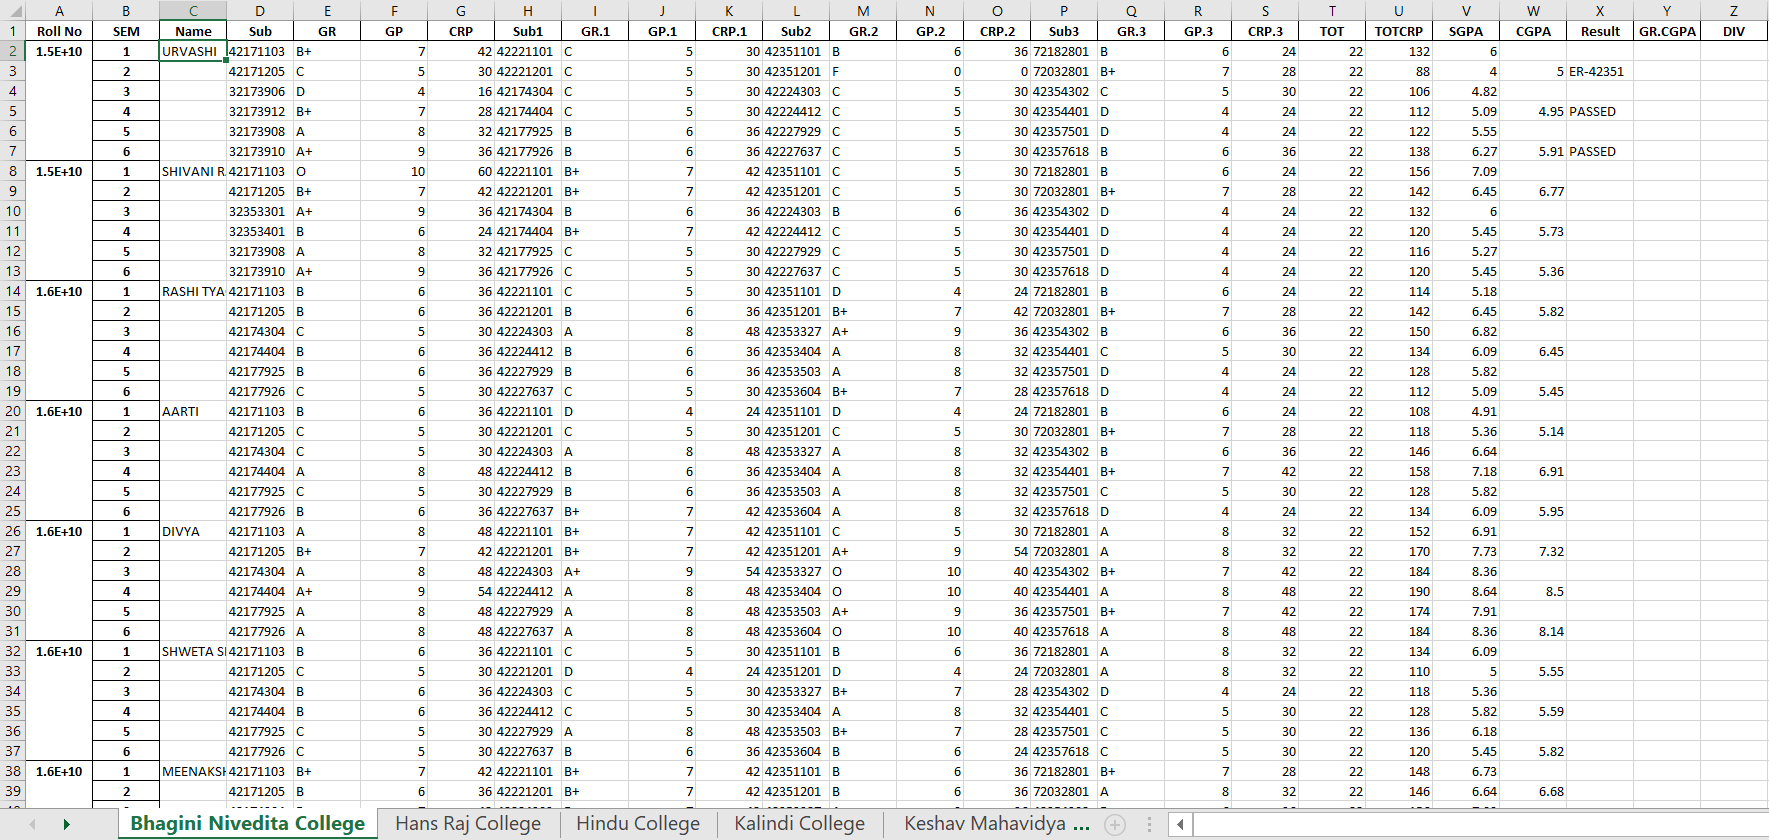 A B C D E F G H I J K L M N O P Q R S T U V W X Y Z
1 Roll No SEM Name Sub GR GP CRP Sub1 GR.1 GP.1 CRP.1 Sub2 GR.2 GP.2 CRP.2 Sub3 GR.3 GP.3 CRP.3 TOT TOTCRP SGPA CGPA Result GR.CGPA DIV
2 1.5E+10 1 URVASHI 42171103 B+ 7 42 42221101 C 5 30 42351101 B 6 36 72182801 B 6 24 22 132 6
3 2 42171205 C 5 30 42221201 C 5 30 42351201 F 0 0 72032801 B+ 7 28 22 88 4 5 ER-42351
4 3 32173906 D 4 16 42174304 C 5 30 42224303 C 5 30 42354302 C 5 30 22 106 4.82
5 4 32173912 B+ 7 28 42174404 C 5 30 42224412 C 5 30 42354401 D 4 24 22 112 5.09 4.95 PASSED
6 5 32173908 A 8 32 42177925 B 6 36 42227929 C 5 30 42357501 D 4 24 22 122 5.55
7 6 32173910 A+ 9 36 42177926 B 6 36 42227637 C 5 30 42357618 B 6 36 22 138 6.27 5.91 PASSED
8 1.5E+10 1 SHIVANI R 42171103 O 10 60 42221101 B+ 7 42 42351101 C 5 30 72182801 B 6 24 22 156 7.09
9 2 42171205 B+ 7 42 42221201 B+ 7 42 42351201 C 5 30 72032801 B+ 7 28 22 142 6.45 6.77
10 3 32353301 A+ 9 36 42174304 B 6 36 42224303 B 6 36 42354302 D 4 24 22 132 6
11 4 32353401 B 6 24 42174404 B+ 7 42 42224412 C 5 30 42354401 D 4 24 22 120 5.45 5.73
12 5 32173908 A 8 32 42177925 C 5 30 42227929 C 5 30 42357501 D 4 24 22 116 5.27
13 6 32173910 A+ 9 36 42177926 C 5 30 42227637 C 5 30 42357618 D 4 24 22 120 5.45 5.36
14 1.6E+10 1 RASHI TYA 42171103 B 6 36 42221101 C 5 30 42351101 D 4 24 72182801 B 6 24 22 114 5.18
15 2 42171205 B 6 36 42221201 B 6 36 42351201 B+ 7 42 72032801 B+ 7 28 22 142 6.45 5.82
16 3 42174304 C 5 30 42224303 A 8 48 42353327 A+ 9 36 42354302 B 6 36 22 150 6.82
17 4 42174404 B 6 36 42224412 B 6 36 42353404 A 8 32 42354401 C 5 30 22 134 6.09 6.45
18 5 42177925 B 6 36 42227929 B 6 36 42353503 A 8 32 42357501 D 4 24 22 128 5.82
19 6 42177926 C 5 30 42227637 C 5 30 42353604 B+ 7 28 42357618 D 4 24 22 112 5.09 5.45
20 1.6E+10 1 AARTI 42171103 B 6 36 42221101 D 4 24 42351101 D 4 24 72182801 B 6 24 22 108 4.91
21 2 42171205 C 5 30 42221201 C 5 30 42351201 C 5 30 72032801 B+ 7 28 22 118 5.36 5.14
22 3 42174304 C 5 30 42224303 A 8 48 42353327 A 8 32 42354302 B 6 36 22 146 6.64
23 4 42174404 A 8 48 42224412 B 6 36 42353404 A 8 32 42354401 B+ 7 42 22 158 7.18 6.91
24 5 42177925 C 5 30 42227929 B 6 36 42353503 A 8 32 42357501 C 5 30 22 128 5.82
25 6 42177926 B 6 36 42227637 B+ 7 42 42353604 A 8 32 42357618 D 4 24 22 134 6.09 5.95
26 1.6E+10 1 DIVYA 42171103 A 8 48 42221101 B+ 7 42 42351101 C 5 30 72182801 A 8 32 22 152 6.91
27 2 42171205 B+ 7 42 42221201 B+ 7 42 42351201 A+ 9 54 72032801 A 8 32 22 170 7.73 7.32
28 3 42174304 A 8 48 42224303 A+ 9 54 42353327 O 10 40 42354302 B+ 7 42 22 184 8.36
29 4 42174404 A+ 9 54 42224412 A 8 48 42353404 O 10 40 42354401 A 8 48 22 190 8.64 8.5
30 5 42177925 A 8 48 42227929 A 8 48 42353503 A+ 9 36 42357501 B+ 7 42 22 174 7.91
31 6 42177926 A 8 48 42227637 A 8 48 42353604 O 10 40 42357618 A 8 48 22 184 8.36 8.14
32 1.6E+10 1 SHWETA S 42171103 B 6 36 42221101 C 5 30 42351101 B 6 36 72182801 A 8 32 22 134 6.09
33 2 42171205 C 5 30 42221201 D 4 24 42351201 D 4 24 72032801 A 8 32 22 110 5 5.55
34 3 42174304 B 6 36 42224303 C 5 30 42353327 B+ 7 28 42354302 D 4 24 22 118 5.36
35 4 42174404 B 6 36 42224412 C 5 30 42353404 A 8 32 42354401 C 5 30 22 128 5.82 5.59
36 5 42177925 C 5 30 42227929 A 8 48 42353503 B+ 7 28 42357501 C 5 30 22 136 6.18
37 6 42177926 C 5 30 42227637 B 6 36 42353604 B 6 24 42357618 C 5 30 22 120 5.45 5.82
38 1.6E+10 1 MEENAKSH 42171103 B+ 7 42 42221101 B+ 7 42 42351101 B 6 36 72182801 B+ 7 28 22 148 6.73
39 2 42171205 B 6 36 42221201 B+ 7 42 42351201 B 6 36 72032801 A 8 32 22 146 6.64 6.68
Bhagini Nivedita College Hans Raj College Hindu College Kalindi College Keshav Mahavidya ...